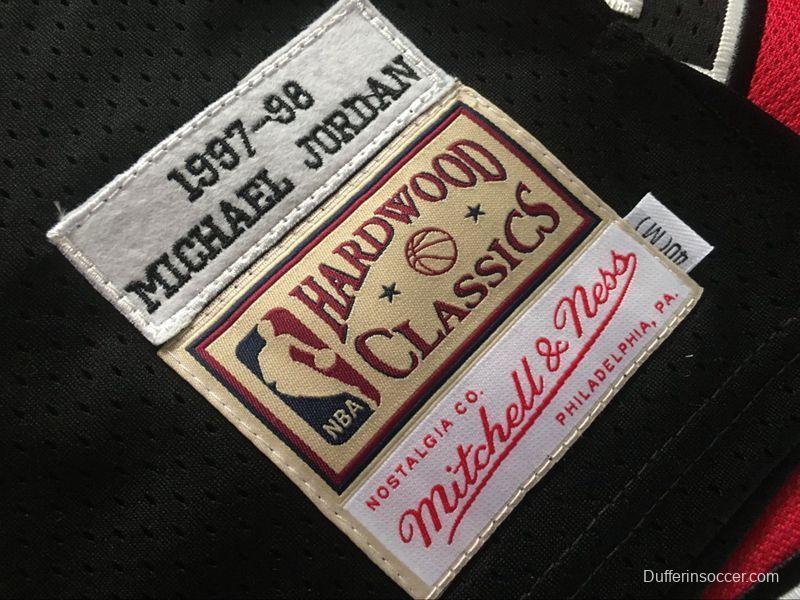 1997-98
MICHAEL JORDAN
HARDWOOD
CLASSICS
NBA
40(M)
NOSTALGIA CO.
Mitchell & Ness
PHILADELPHIA, PA.
Dufferinsoccer.com